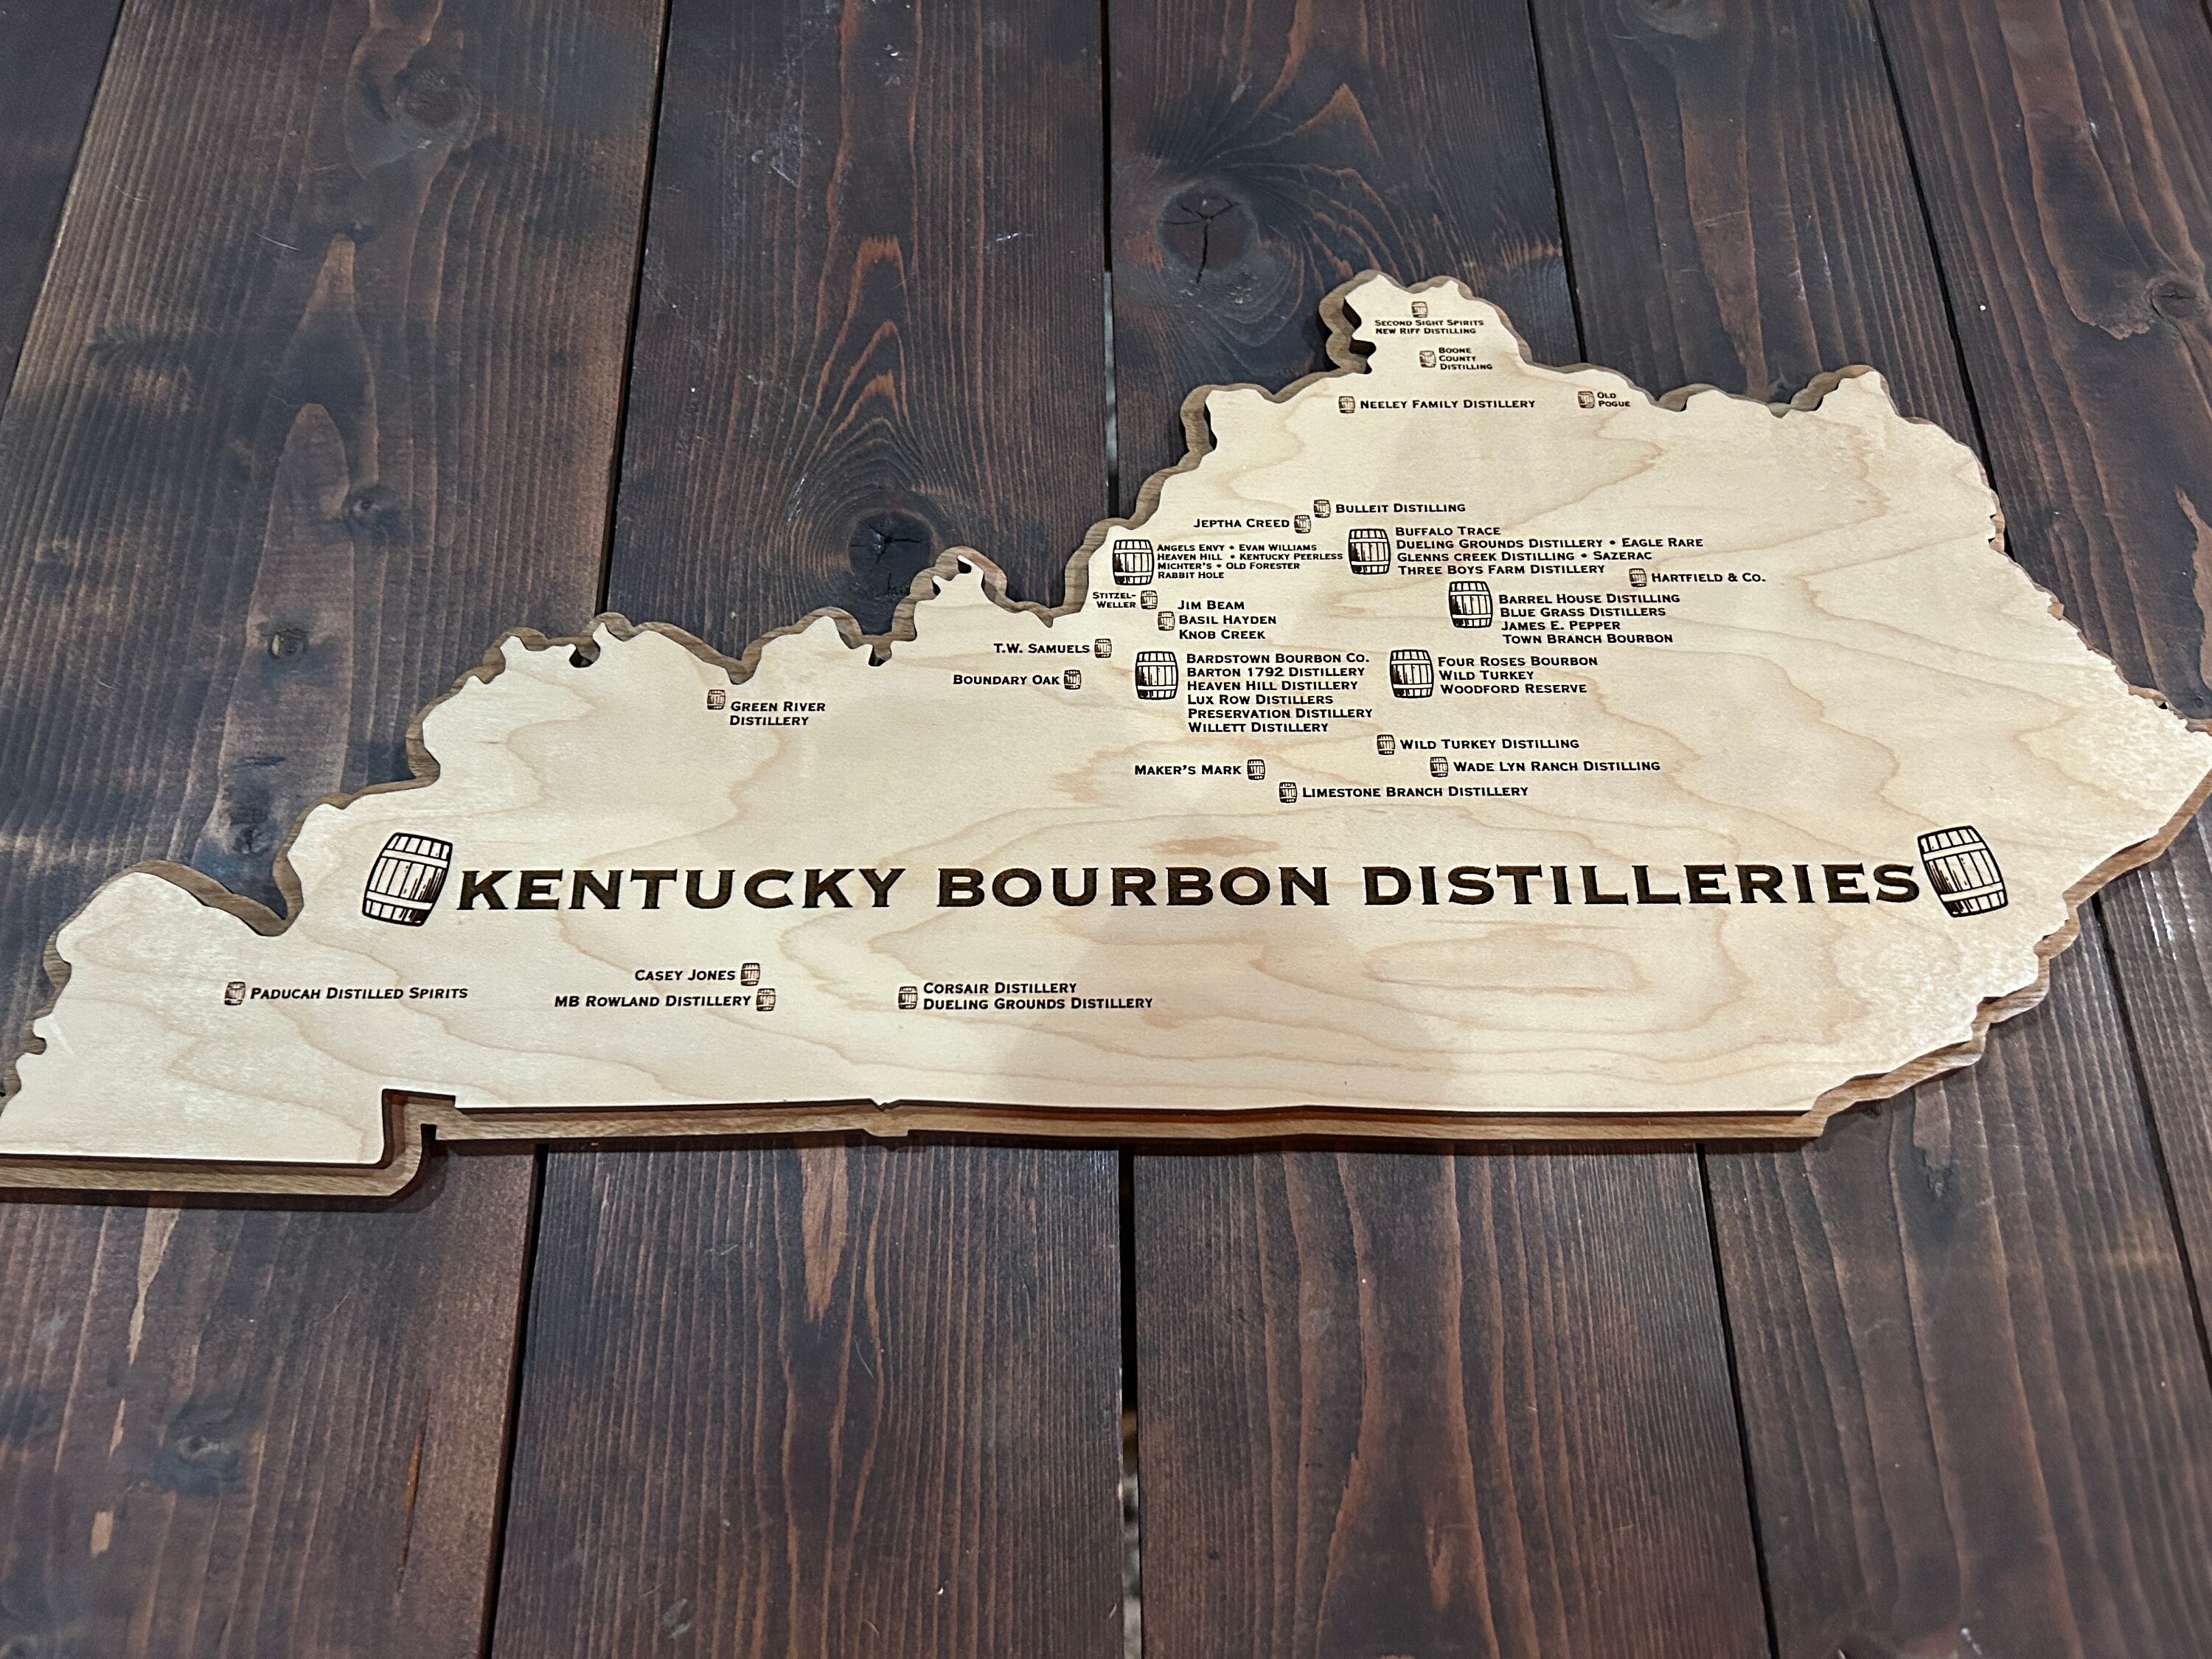 SECOND SIGHT SPIRITS
NEW RIFF DISTILLING
BOONE
COUNTY
DISTILLING
NEELEY FAMILY DISTILLERY
OLD
POGUE
BULLEIT DISTILLING
JEPTHA CREED
ANGELS ENVY • EVAN WILLIAMS
HEAVEN HILL • KENTUCKY PEERLESS
MICHTER'S • OLD FORESTER
RABBIT HOLE
BUFFALO TRACE
DUELING GROUNDS DISTILLERY • EAGLE RARE
GLENNS CREEK DISTILLING • SAZERAC
THREE BOYS FARM DISTILLERY
HARTFIELD & CO.
STITZEL-
WELLER
JIM BEAM
BASIL HAYDEN
KNOB CREEK
BARREL HOUSE DISTILLING
BLUE GRASS DISTILLERS
JAMES E. PEPPER
TOWN BRANCH BOURBON
T.W. SAMUELS
BOUNDARY OAK
BARDSTOWN BOURBON CO.
BARTON 1792 DISTILLERY
HEAVEN HILL DISTILLERY
LUX ROW DISTILLERS
PRESERVATION DISTILLERY
WILLETT DISTILLERY
FOUR ROSES BOURBON
WILD TURKEY
WOODFORD RESERVE
GREEN RIVER
DISTILLERY
WILD TURKEY DISTILLING
MAKER'S MARK
WADE LYN RANCH DISTILLING
LIMESTONE BRANCH DISTILLERY
KENTUCKY BOURBON DISTILLERIES
PADUCAH DISTILLED SPIRITS
CASEY JONES
MB ROWLAND DISTILLERY
CORSAIR DISTILLERY
DUELING GROUNDS DISTILLERY